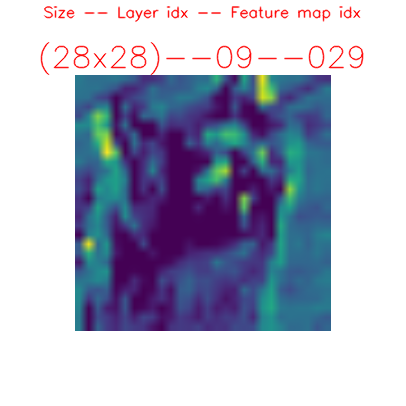 Size -- Layer idx -- Feature map idx
(28x28)--09--029